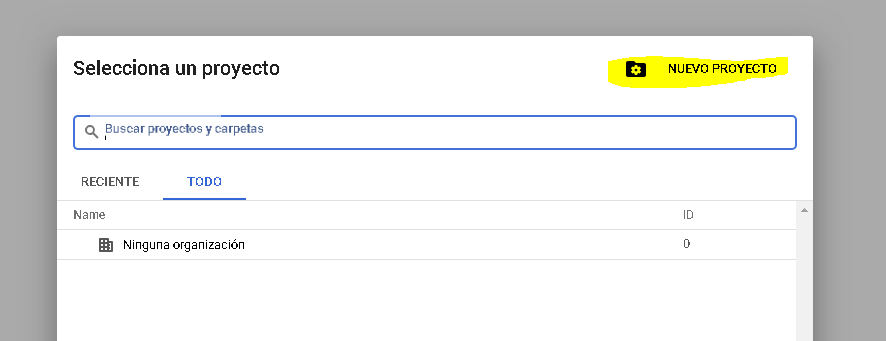 Selecciona un proyecto
NUEVO PROYECTO
Buscar proyectos y carpetas
RECIENTE TODO
Name ID
Ninguna organización 0